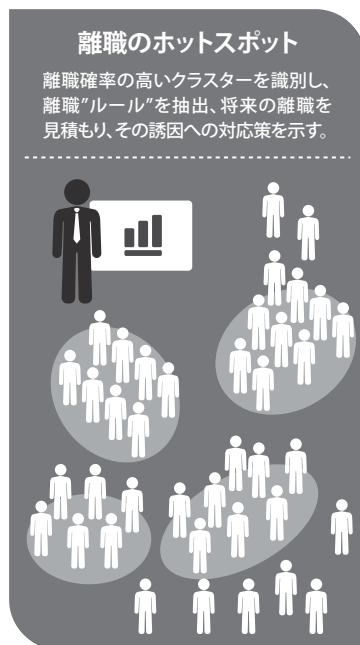 離職のホットスポット
離職確率の高いクラスターを識別し、
離職”ルール”を抽出、将来の離職を
見積もり、その誘因への対応策を示す。